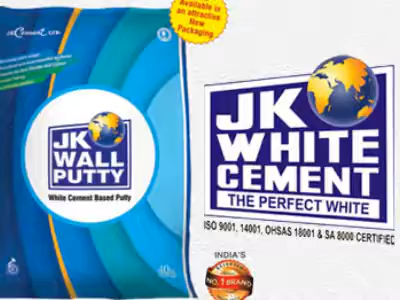 Available in
an attractive
New
Packaging
J.K. Cement LTD.
JK
WALL
PUTTY
White Cement Based Putty
40
JK
WHITE
CEMENT
THE PERFECT WHITE
ISO 9001, 14001, OHSAS 18001 & SA 8000 CERTIFIED
INDIA'S
NO. 1 BRAND